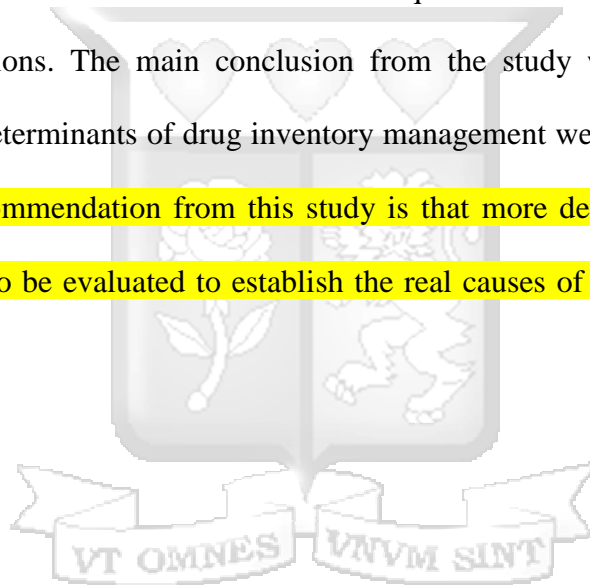 ions. The main conclusion from the study w
eterminants of drug inventory management we
ommendation from this study is that more de
o be evaluated to establish the real causes of
VT OMNES VNVM SINT